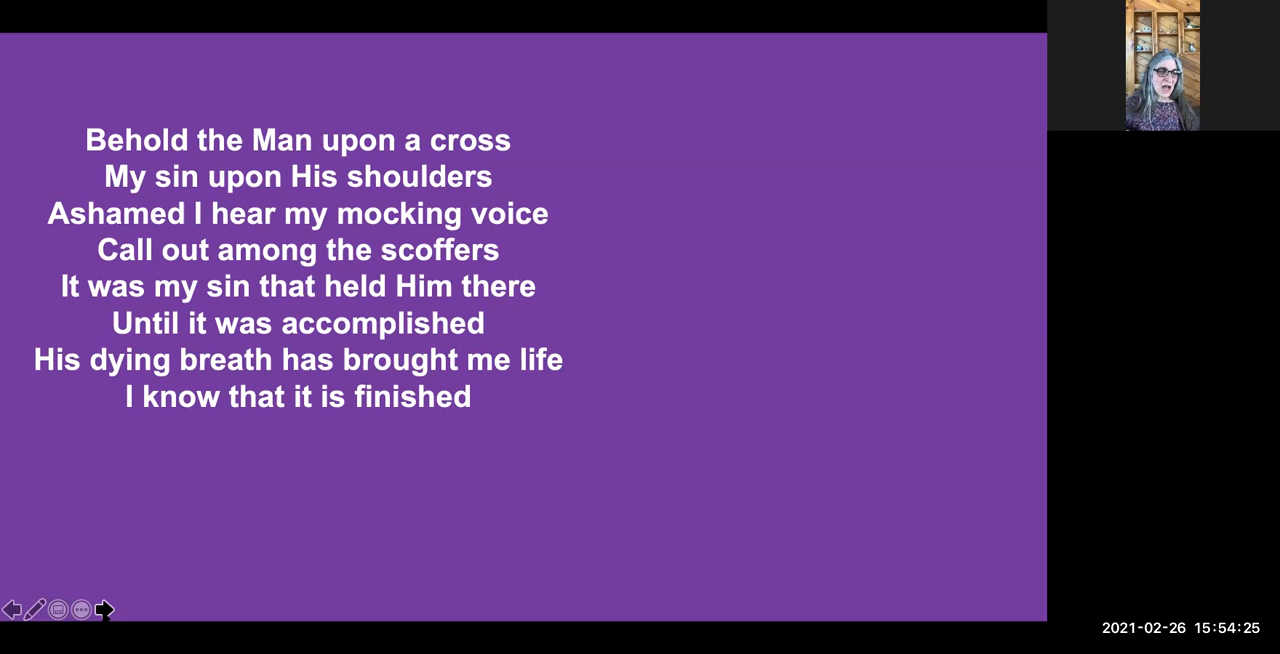 Behold the Man upon a cross
My sin upon His shoulders
Ashamed I hear my mocking voice
Call out among the scoffers
It was my sin that held Him there
Until it was accomplished
His dying breath has brought me life
I know that it is finished
2021-02-26 15:54:25